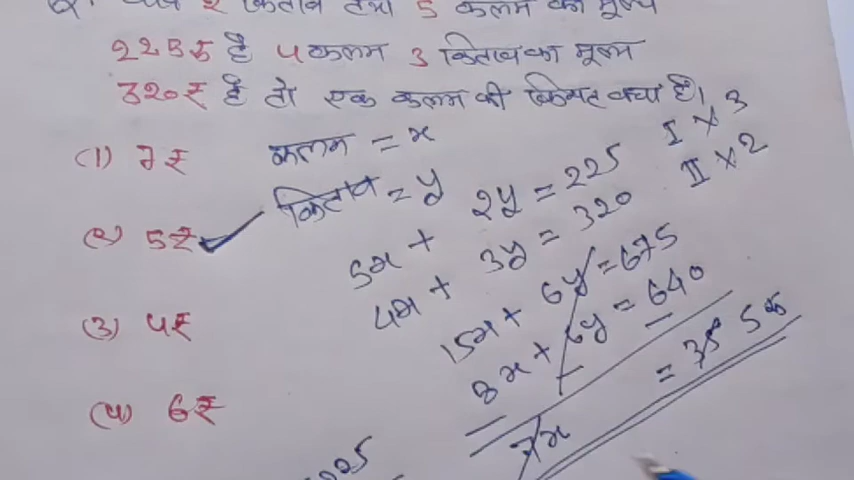 2 किताब तथा 5 कलम का मूल्य
225₹ है 4 कलम 3 किताब का मूल्य
320₹ है तो एक कलम की किमत क्या है।
(1) 7₹
(2) 5₹
(3) 4₹
(4) 6₹
कलम = x
किताब = y
5x + 2y = 225 I × 3
4x + 3y = 320 II × 2
15x + 6y = 675
8x + 6y = 640
7x = 35 5